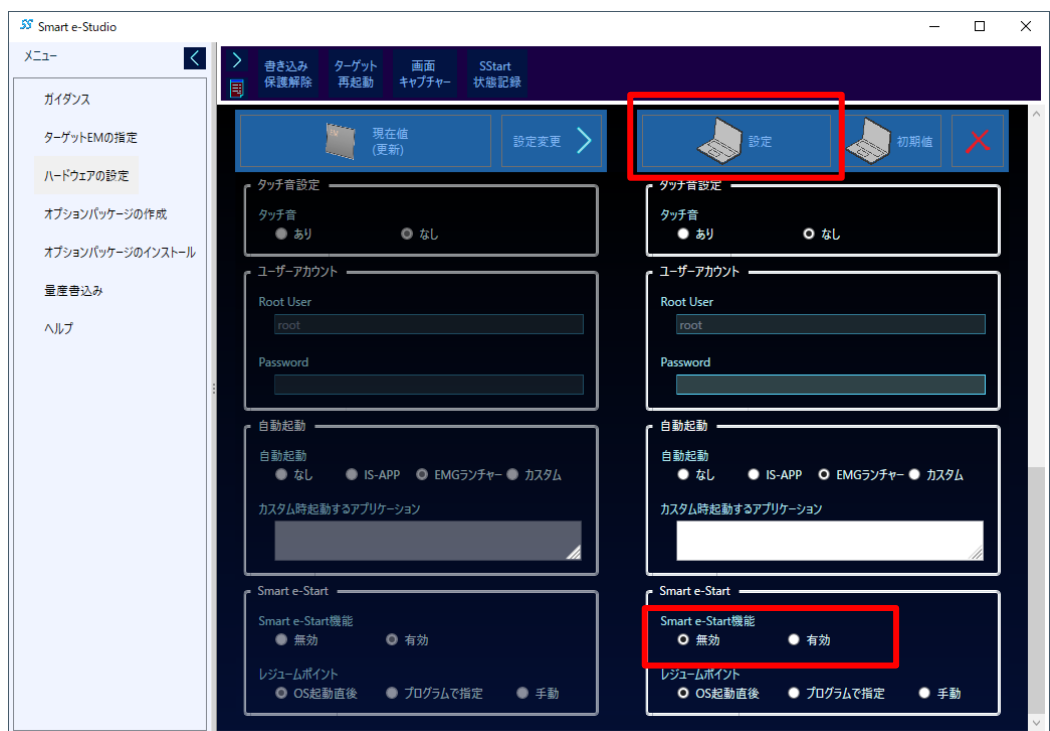 SS Smart e-Studio
メニュー
ガイダンス
ターゲットEMの指定
ハードウェアの設定
オプションパッケージの作成
オプションパッケージのインストール
量産書込み
ヘルプ
書き込み
保護解除
ターゲット
再起動
画面
キャプチャー
SStart
状態記録
現在値
(更新)
設定変更
設定
初期値
タッチ音設定
タッチ音
あり なし
ユーザーアカウント
Root User
root
Password
自動起動
自動起動
なし IS-APP EMGランチャー カスタム
カスタム時起動するアプリケーション
Smart e-Start
Smart e-Start機能
無効 有効
レジュームポイント
OS起動直後 プログラムで指定 手動
タッチ音設定
タッチ音
あり なし
ユーザーアカウント
Root User
root
Password
自動起動
自動起動
なし IS-APP EMGランチャー カスタム
カスタム時起動するアプリケーション
Smart e-Start
Smart e-Start機能
無効 有効
レジュームポイント
OS起動直後 プログラムで指定 手動